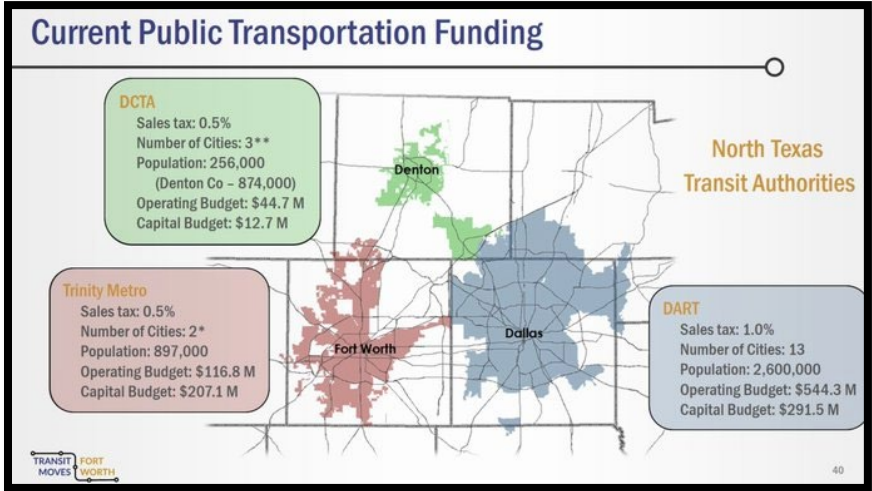 Current Public Transportation Funding
DCTA
Sales tax: 0.5%
Number of Cities: 3**
Population: 256,000
(Denton Co – 874,000)
Operating Budget: $44.7 M
Capital Budget: $12.7 M
North Texas
Transit Authorities
Denton
Trinity Metro
Sales tax: 0.5%
Number of Cities: 2*
Population: 897,000
Operating Budget: $116.8 M
Capital Budget: $207.1 M
Fort Worth
Dallas
DART
Sales tax: 1.0%
Number of Cities: 13
Population: 2,600,000
Operating Budget: $544.3 M
Capital Budget: $291.5 M
TRANSIT FORT
MOVES WORTH
40